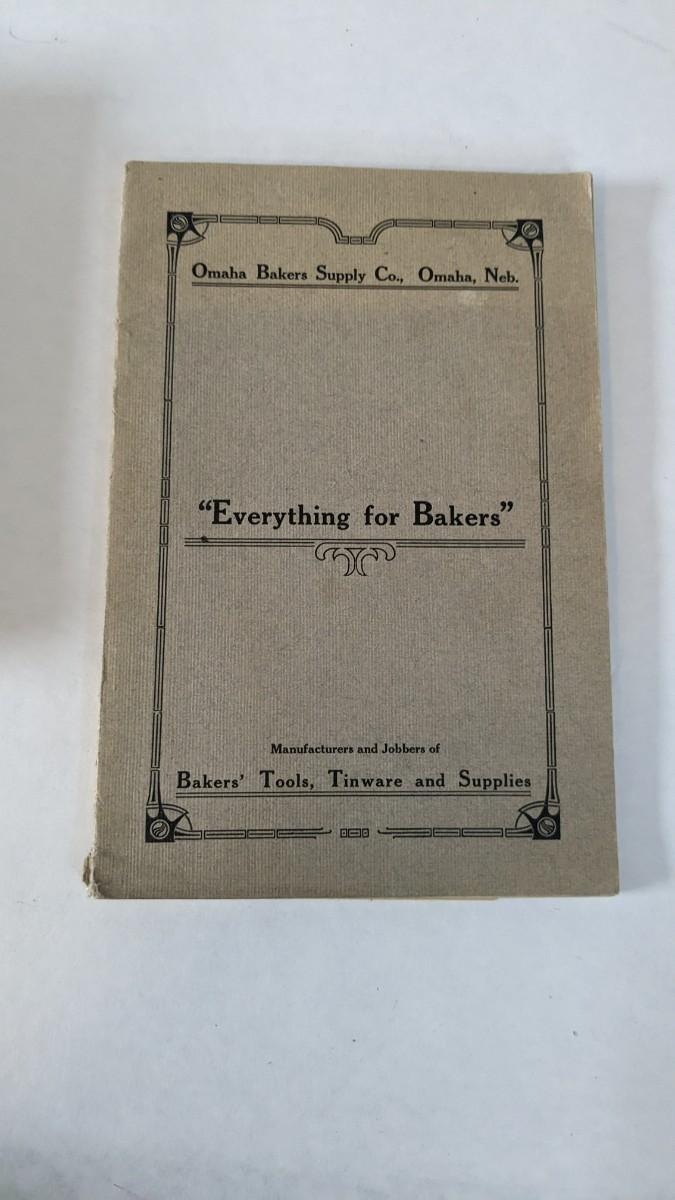 Omaha Bakers Supply Co., Omaha, Neb.
“Everything for Bakers”
Manufacturers and Jobbers of
Bakers’ Tools, Tinware and Supplies